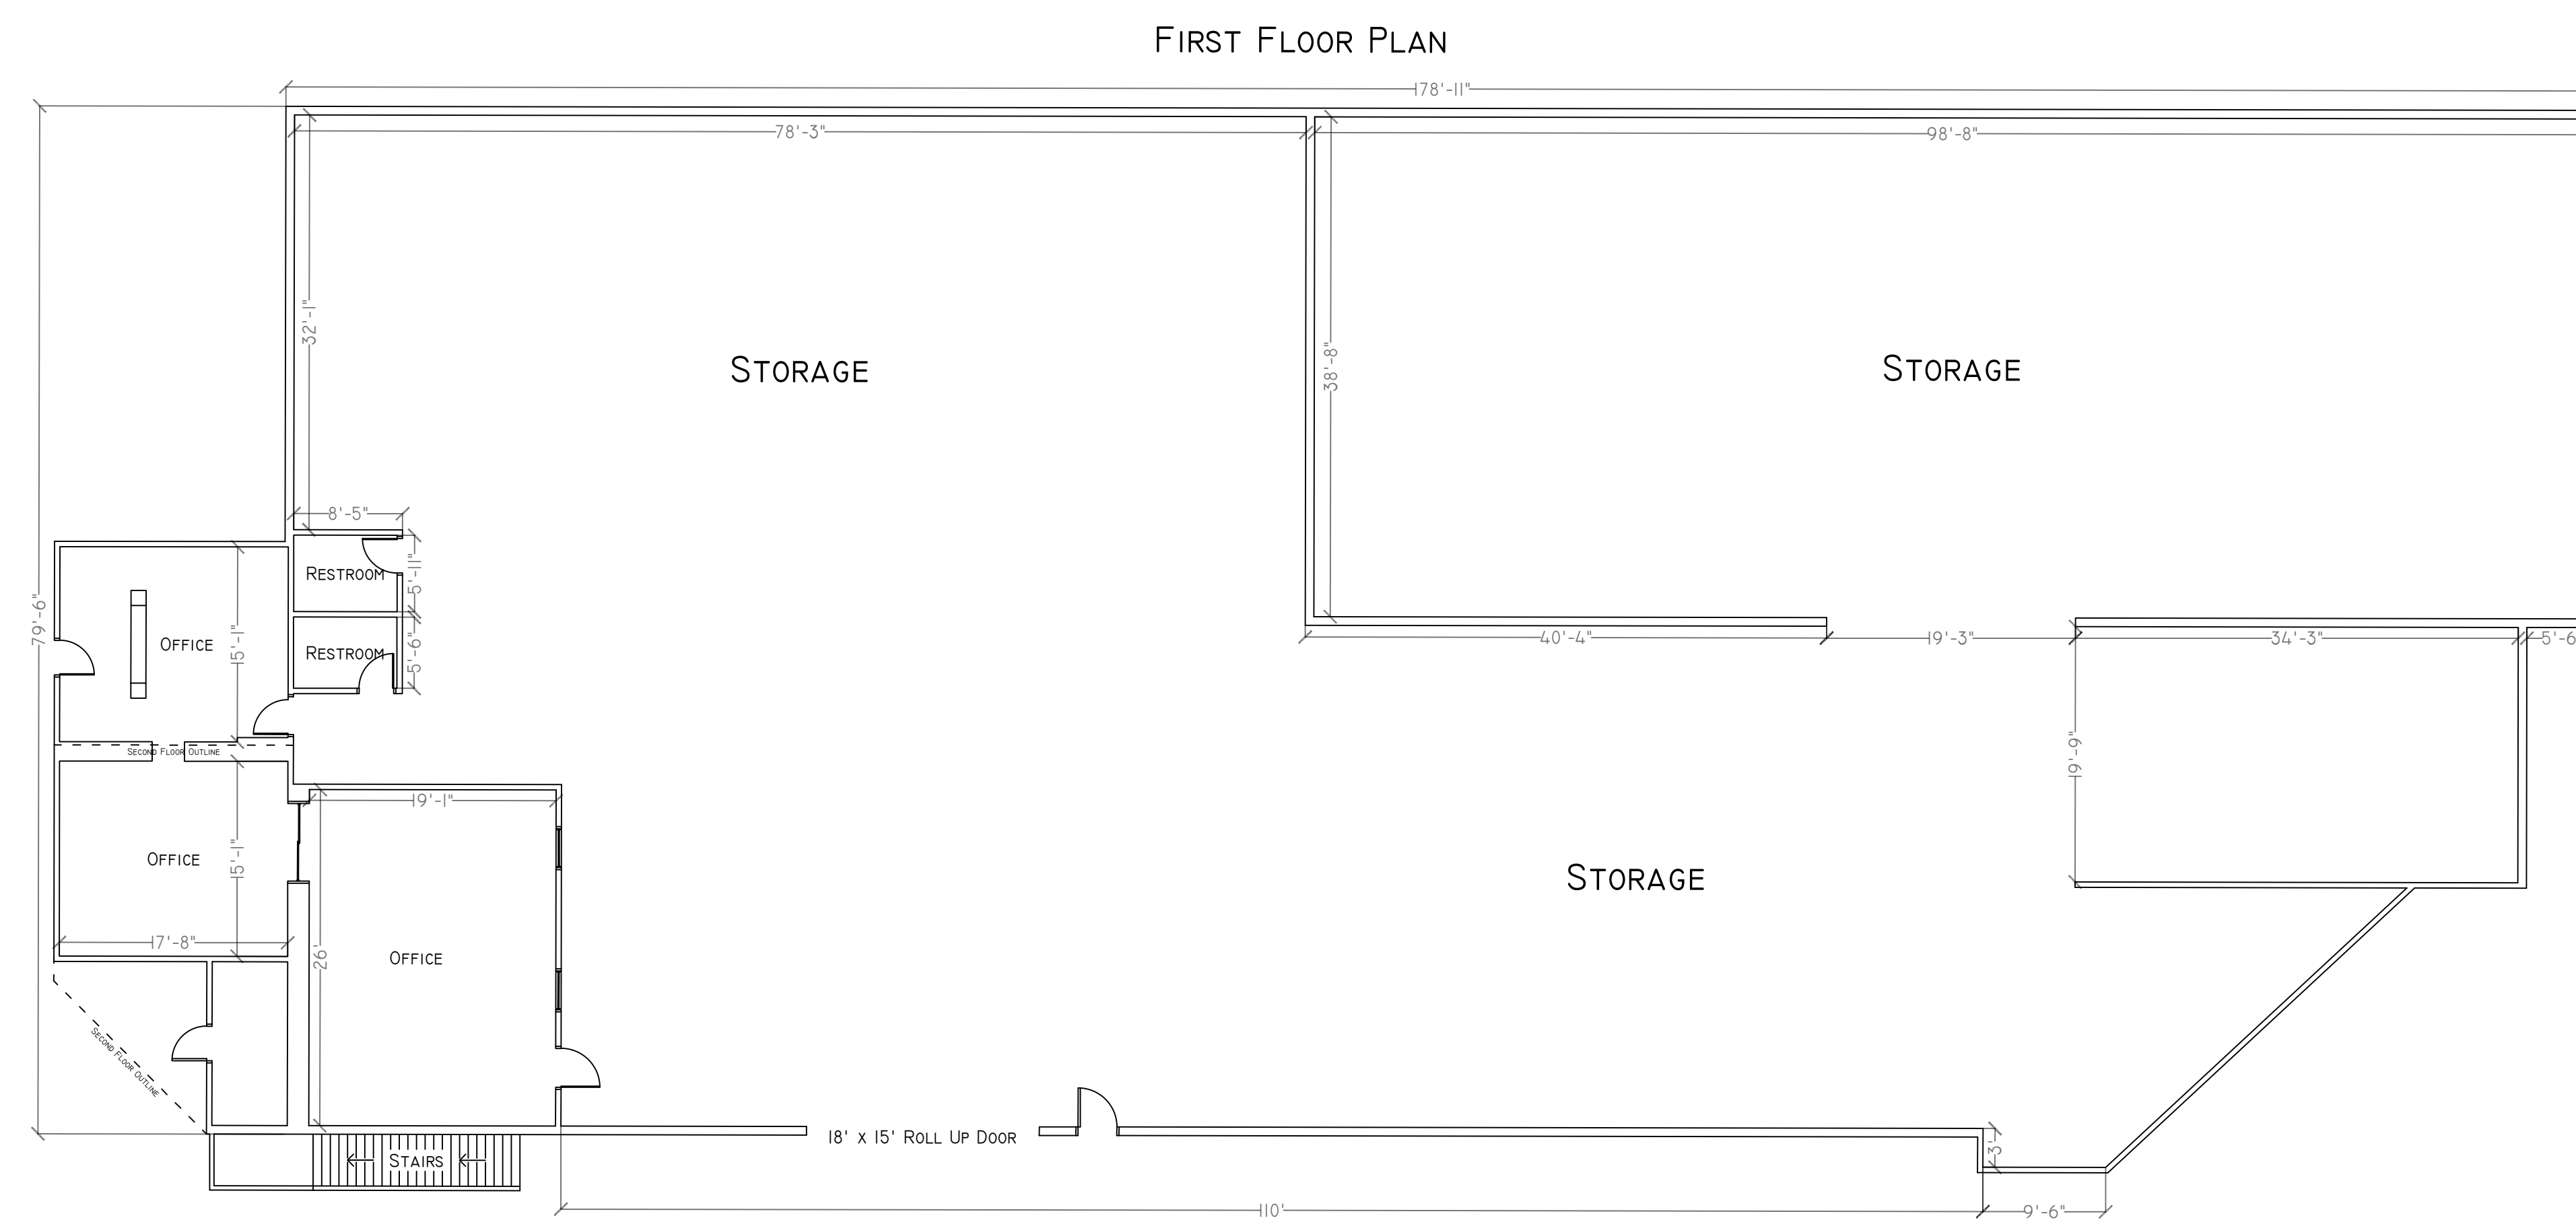 FIRST FLOOR PLAN
178'-11"
78'-3"
98'-8"
32'-1"
38'-8"
STORAGE
STORAGE
8'-5"
RESTROOM
5'-11"
79'-6"
OFFICE
15'-1"
RESTROOM
5'-6"
40'-4"
19'-3"
34'-3"
5'-6
SECOND FLOOR OUTLINE
19'-9"
19'-1"
OFFICE
15'-1"
STORAGE
17'-8"
26'
OFFICE
SECOND FLOOR OUTLINE
18' X 15' ROLL UP DOOR
3'
STAIRS
110'
9'-6"